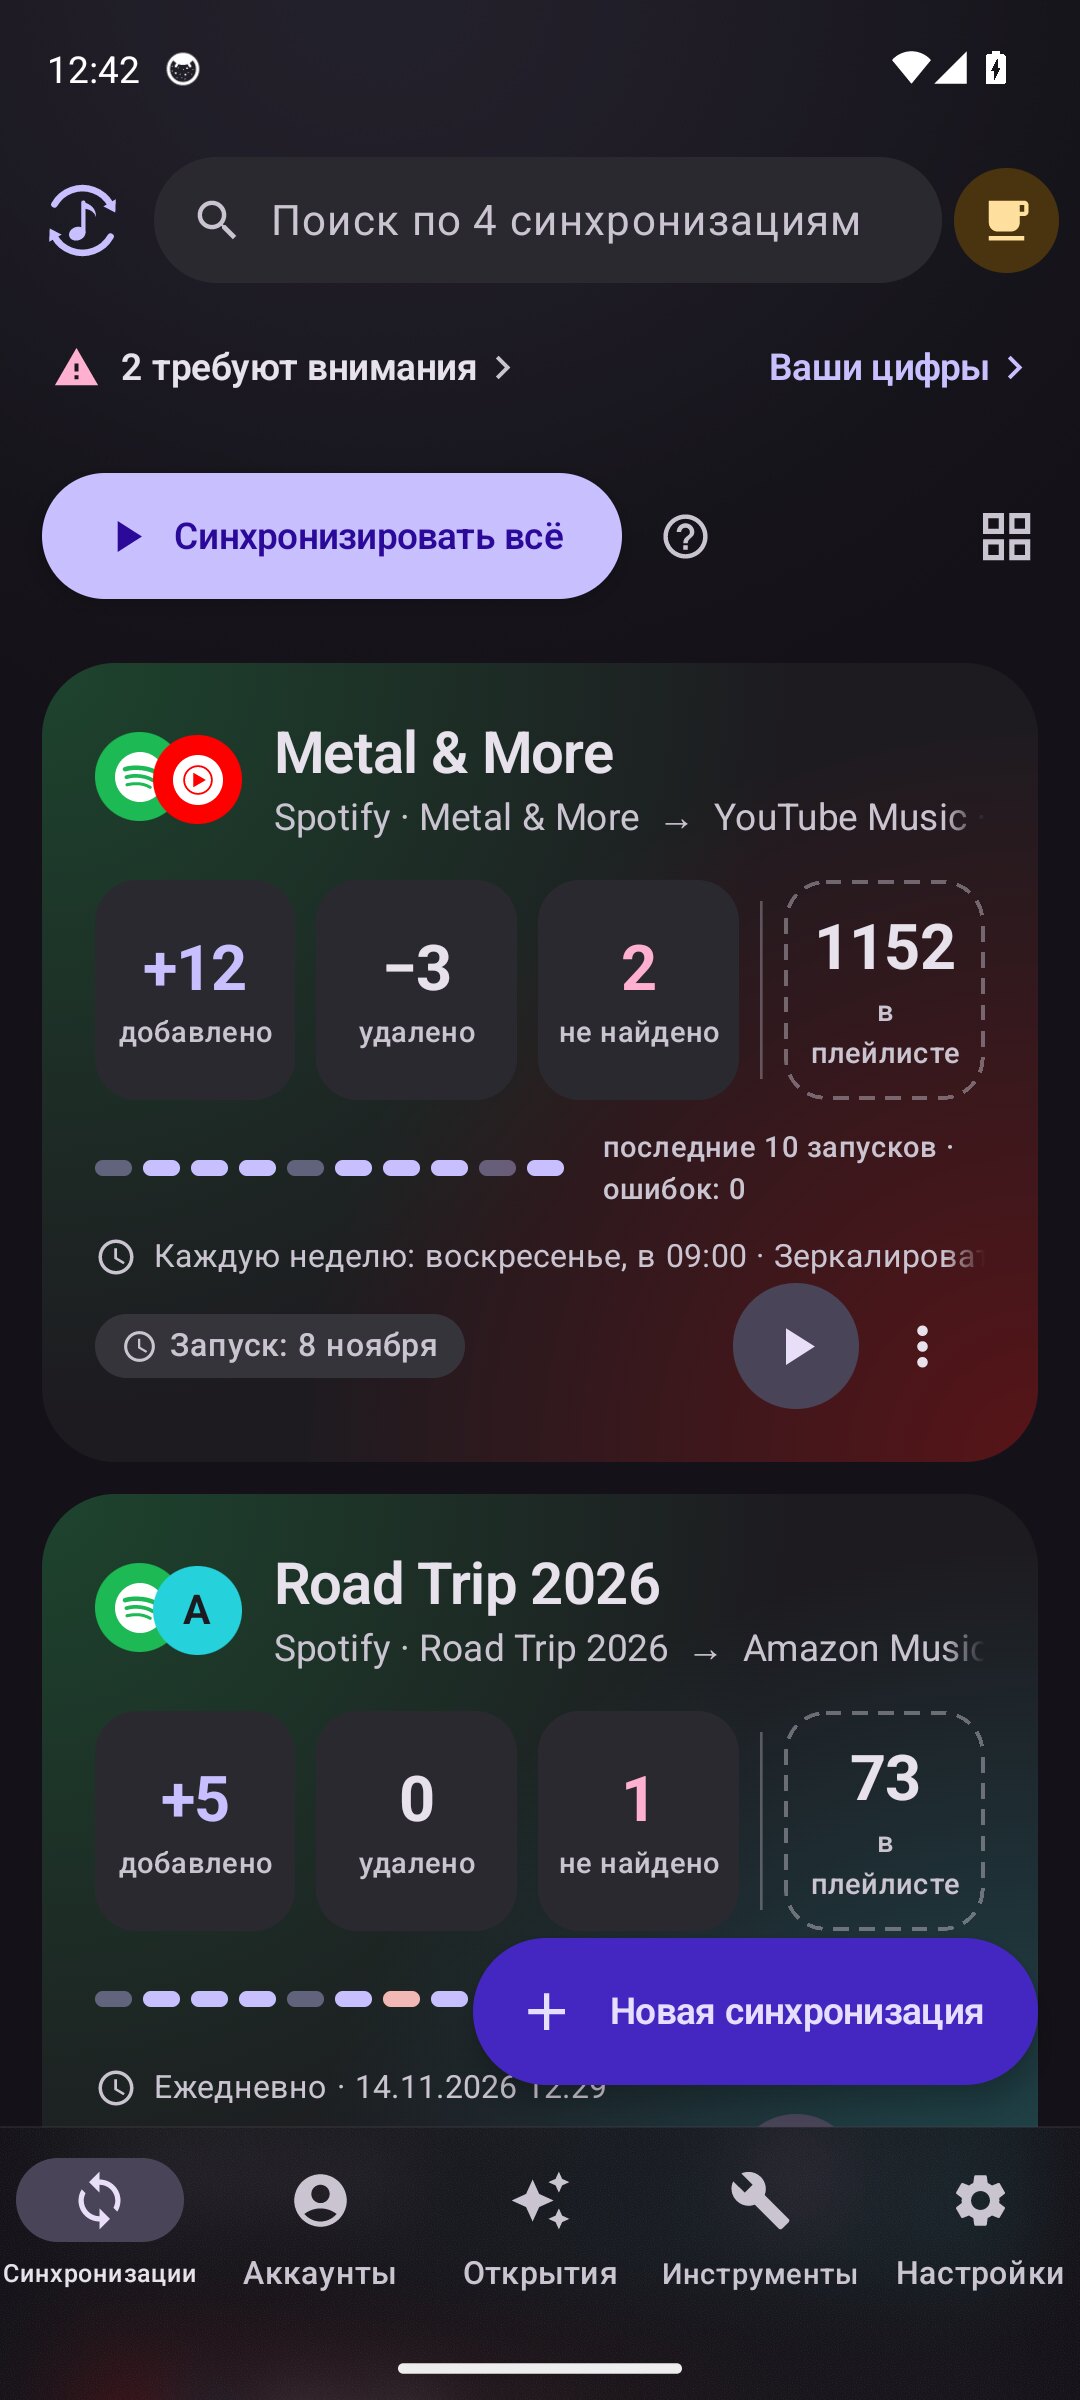 12:42
Поиск по 4 синхронизациям
2 требуют внимания
Ваши цифры
Синхронизировать всё
Metal & More
Spotify · Metal & More → YouTube Music ·
+12
добавлено
−3
удалено
2
не найдено
1152
в
плейлисте
последние 10 запусков ·
ошибок: 0
Каждую неделю: воскресенье, в 09:00 · Зеркалироват
Запуск: 8 ноября
Road Trip 2026
A
Spotify · Road Trip 2026 → Amazon Music
+5
добавлено
0
удалено
1
не найдено
73
в
плейлисте
Новая синхронизация
Ежедневно · 14.11.2026 12:29
Синхронизации
Аккаунты
Открытия
Инструменты
Настройки